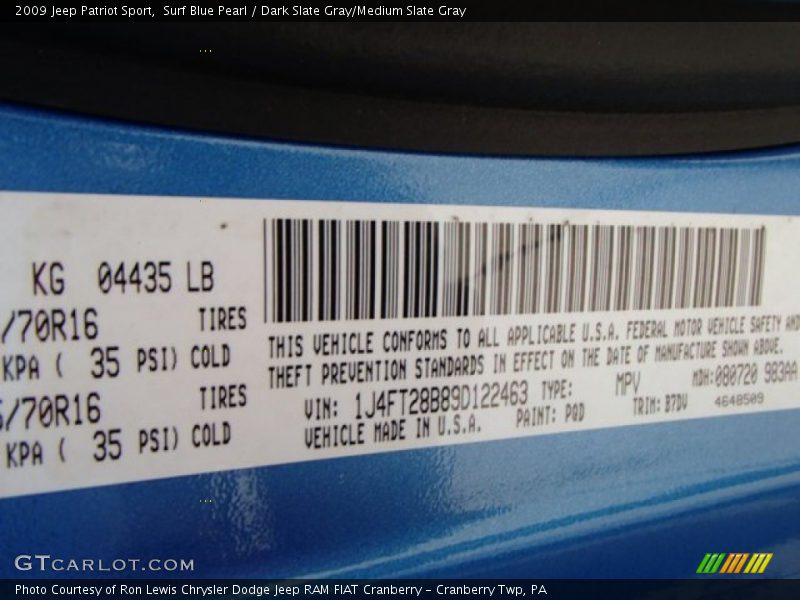 2009 Jeep Patriot Sport,  Surf Blue Pearl / Dark Slate Gray/Medium Slate Gray
KG 04435 LB
/70R16 TIRES
KPA ( 35 PSI) COLD
/70R16 TIRES
KPA ( 35 PSI) COLD
THIS VEHICLE CONFORMS TO ALL APPLICABLE U.S.A. FEDERAL MOTOR VEHICLE SAFETY AND
THEFT PREVENTION STANDARDS IN EFFECT ON THE DATE OF MANUFACTURE SHOWN ABOVE.
VIN: 1J4FT28B89D122463 TYPE: MPV MDH:080720 983AA
VEHICLE MADE IN U.S.A. PAINT: PQD TRIM: B7DV 4648509
GTCARLOT.COM
Photo Courtesy of Ron Lewis Chrysler Dodge Jeep RAM FIAT Cranberry - Cranberry Twp, PA